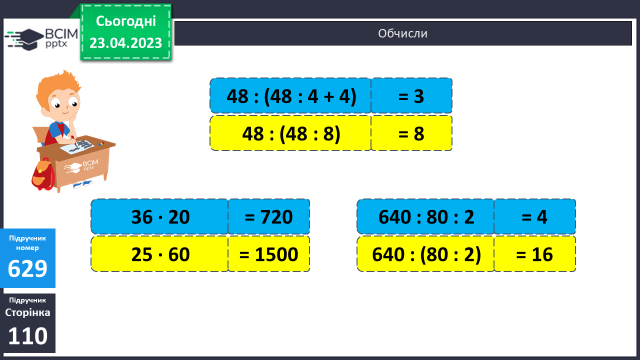 ВСІМ
pptx
Сьогодні
23.04.2023
Обчисли
48 : (48 : 4 + 4) = 3
48 : (48 : 8) = 8
ВСІМ
36 · 20 = 720
25 · 60 = 1500
640 : 80 : 2 = 4
640 : (80 : 2) = 16
Підручник
номер
629
Підручник
Сторінка
110